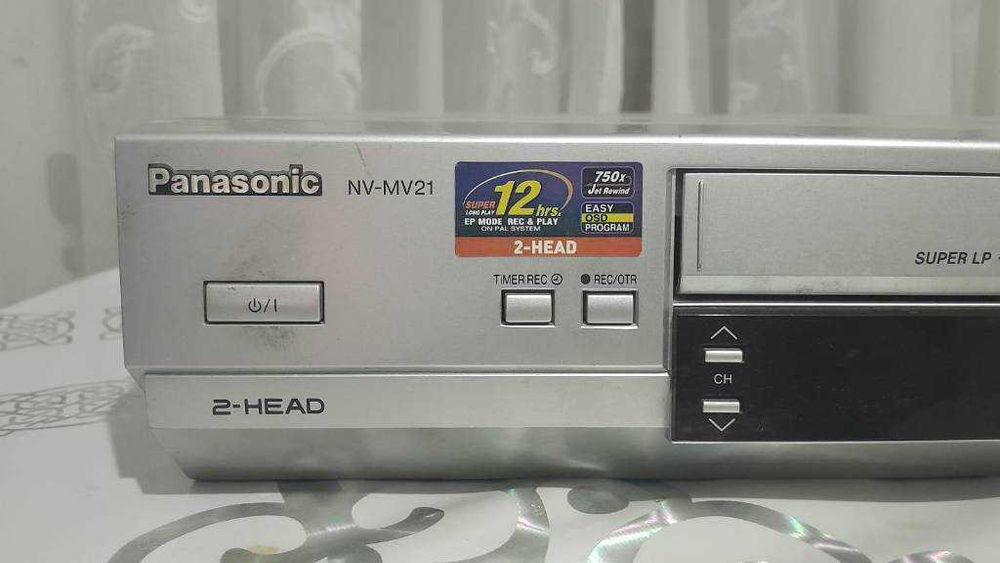 Panasonic NV-MV21
SUPER
LONG PLAY
12 hrs.
EP MODE REC & PLAY
ON PAL SYSTEM
750x
Jet Rewind
EASY
OSD
PROGRAM
2-HEAD
SUPER LP
TIMER REC
REC/OTR
⏻/I
CH
2-HEAD